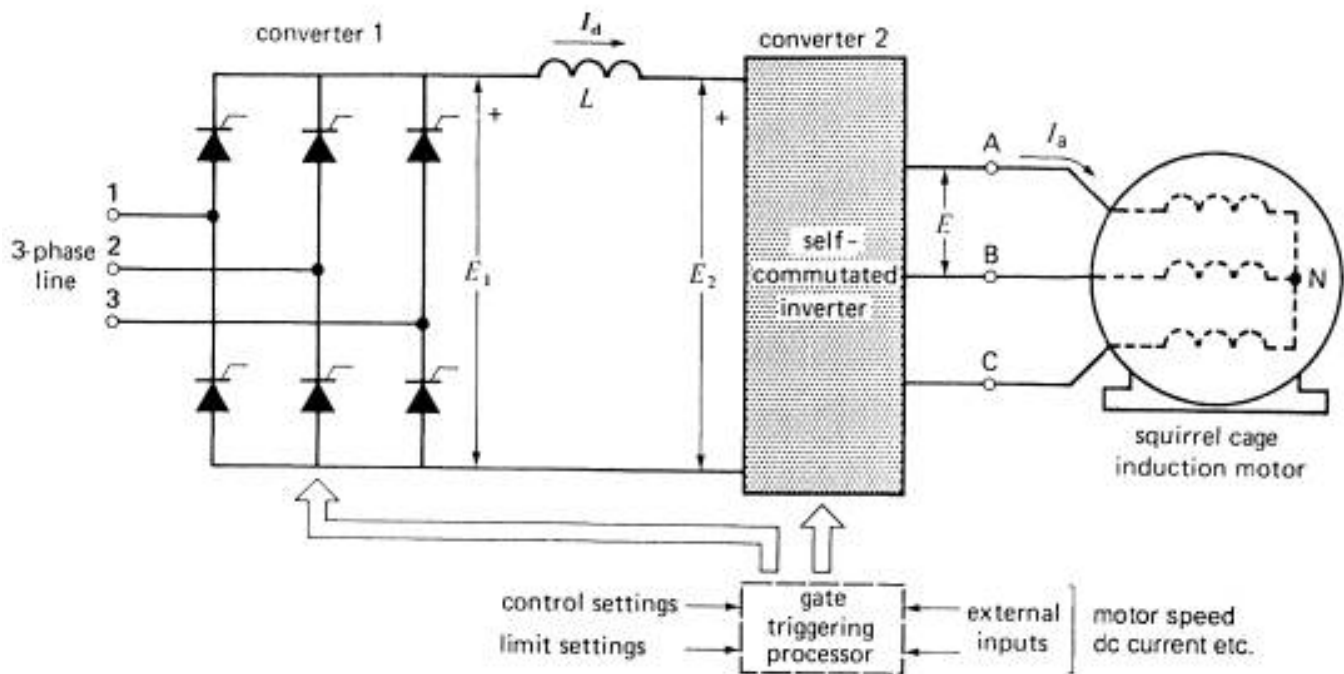 converter 1
I_d
L
+
E_1
+
E_2
converter 2
self-
commutated
inverter
1
3-phase
2
line
3
A
I_a
E
B
C
N
squirrel cage
induction motor
control settings
limit settings
gate
triggering
processor
external
inputs
motor speed
dc current etc.